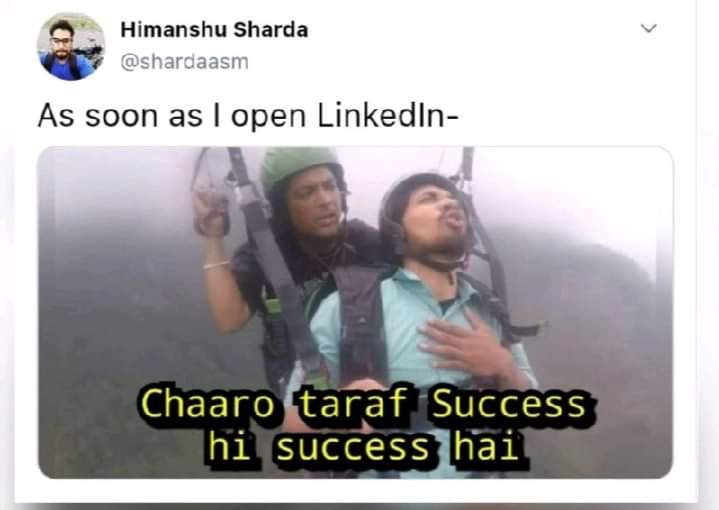 Himanshu Sharda
@shardaasm
As soon as I open LinkedIn-
Chaaro taraf Success
hi success hai